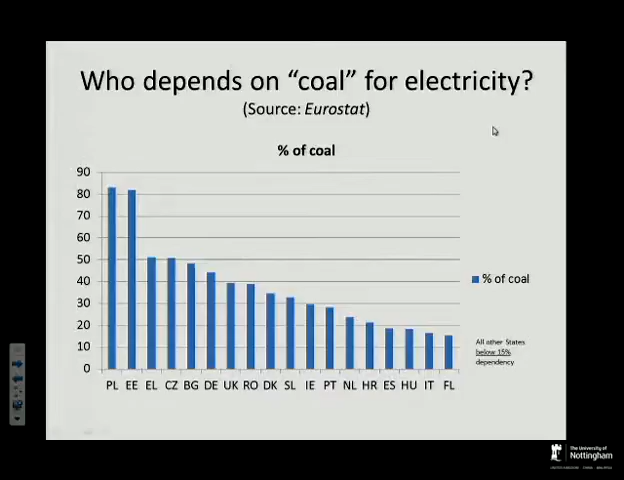 Who depends on “coal” for electricity?
(Source: Eurostat)
% of coal
90
80
70
60
50
40
30
20
10
0
PL EE EL CZ BG DE UK RO DK SL IE PT NL HR ES HU IT FL
% of coal
All other States
below 15%
dependency
The University of
Nottingham